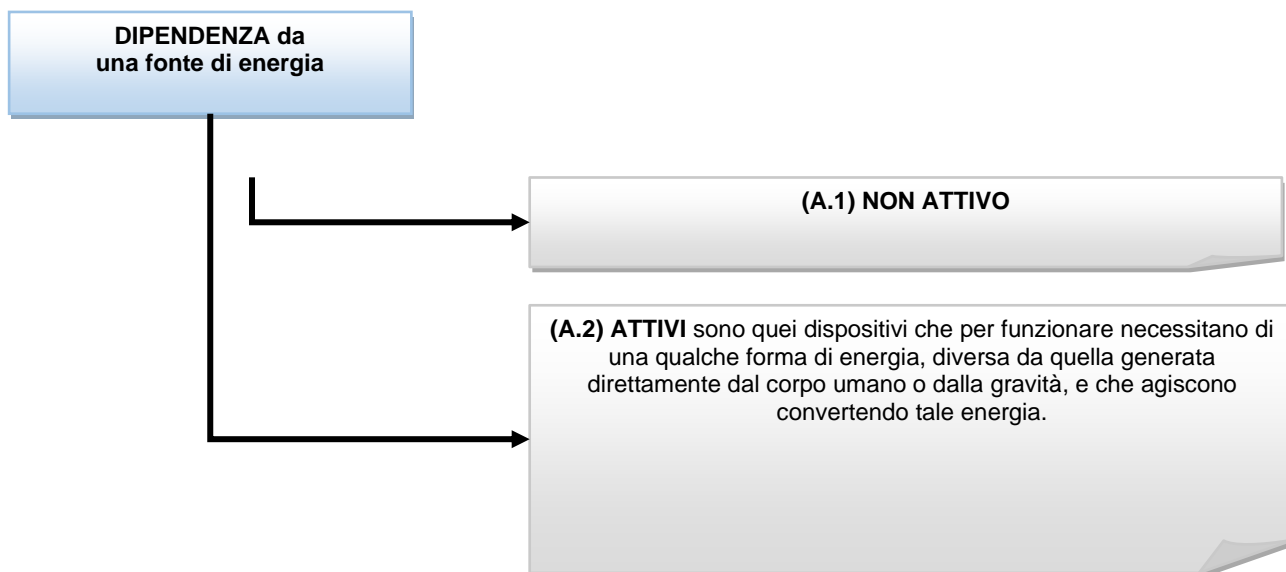 DIPENDENZA da
una fonte di energia
(A.1) NON ATTIVO
(A.2) ATTIVI sono quei dispositivi che per funzionare necessitano di
una qualche forma di energia, diversa da quella generata
direttamente dal corpo umano o dalla gravità, e che agiscono
convertendo tale energia.